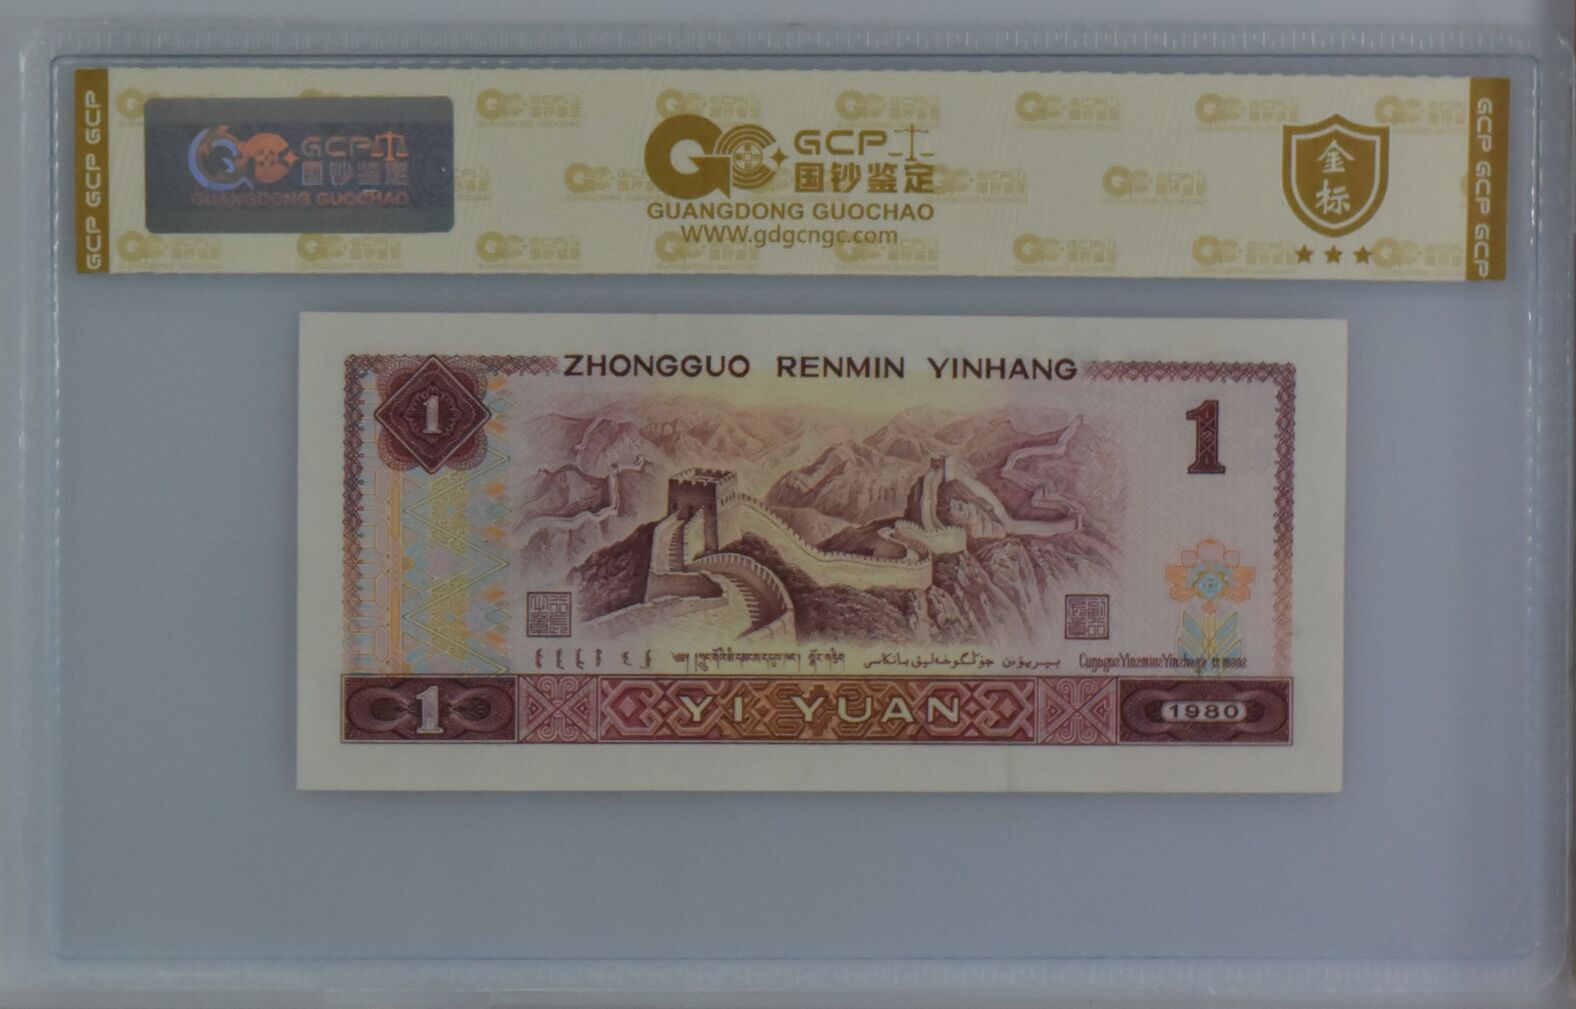 GCP GCP GCP
GCP
国钞鉴定
GUANGDONG GUOCHAO
GCP
国钞鉴定
GUANGDONG GUOCHAO
WWW.gdgcngc.com
金标
GCP GCP GCP
ZHONGGUO RENMIN YINHANG
1
1
1
YI YUAN
1980